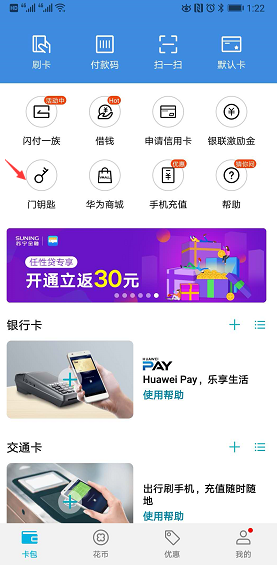 1:22
刷卡 付款码 扫一扫 默认卡
活动中 Hot
闪付一族 借钱 申请信用卡 银联激励金
优惠 猜你问
门钥匙 华为商城 手机充值 帮助
SUNING
苏宁金融
任性贷专享
开通立返30元
银行卡
HUAWEI
PAY
Huawei Pay，乐享生活
使用帮助
交通卡
出行刷手机，充值随时随
地
使用帮助
卡包 花币 优惠 我的